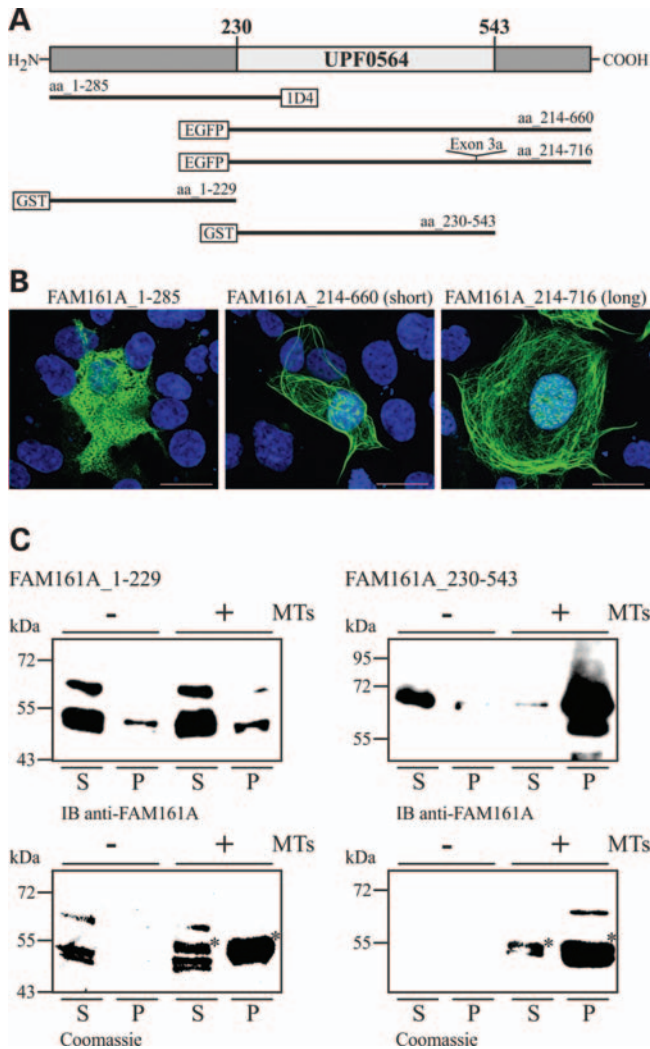 A
230 543
H2N UPF0564 COOH
aa_1-285
1D4
aa_214-660
EGFP
Exon 3a aa_214-716
EGFP
aa_1-229
GST
aa_230-543
GST
B
FAM161A_1-285 FAM161A_214-660 (short) FAM161A_214-716 (long)
C
FAM161A_1-229 FAM161A_230-543
- + MTs - + MTs
kDa kDa
72 95
55 72
43 55
S P S P S P S P
IB anti-FAM161A IB anti-FAM161A
- + MTs - + MTs
kDa kDa
72 72
55 * * 55 * *
43 43
S P S P S P S P
Coomassie Coomassie